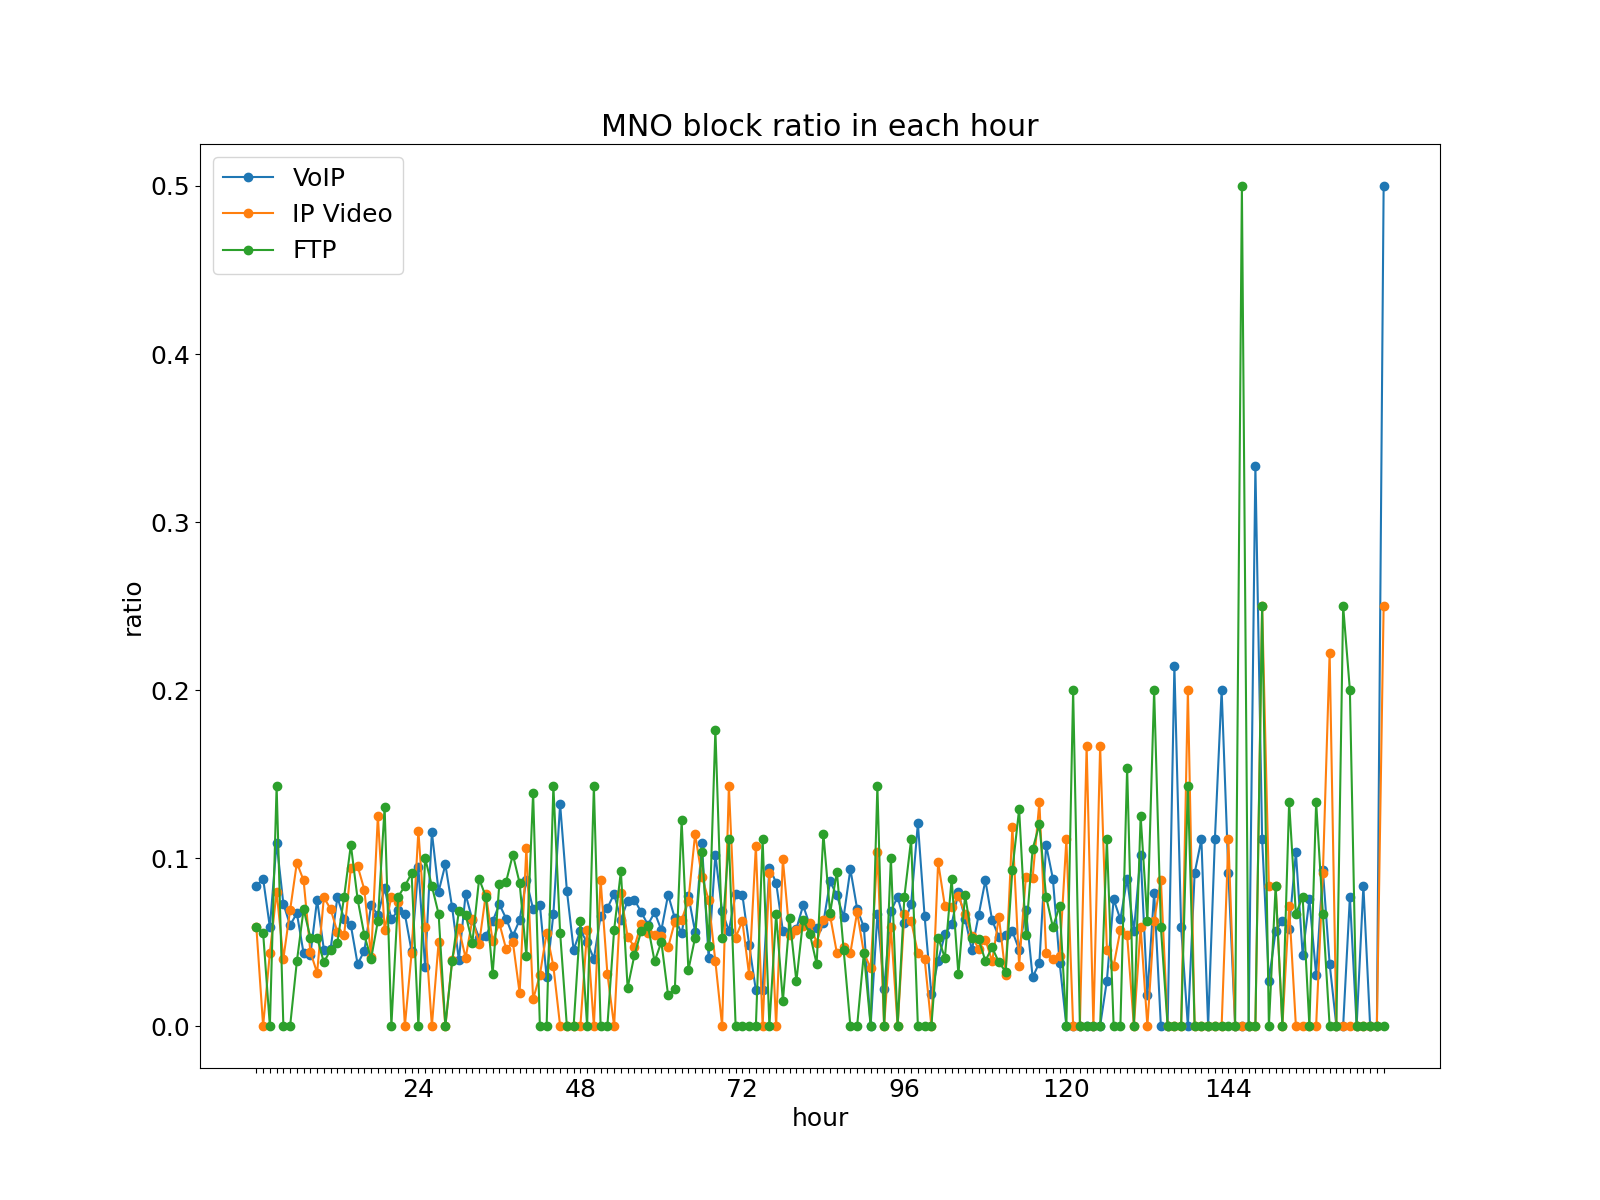 MNO block ratio in each hour
VoIP
IP Video
FTP
0.5
0.4
0.3
0.2
0.1
0.0
ratio
24 48 72 96 120 144
hour